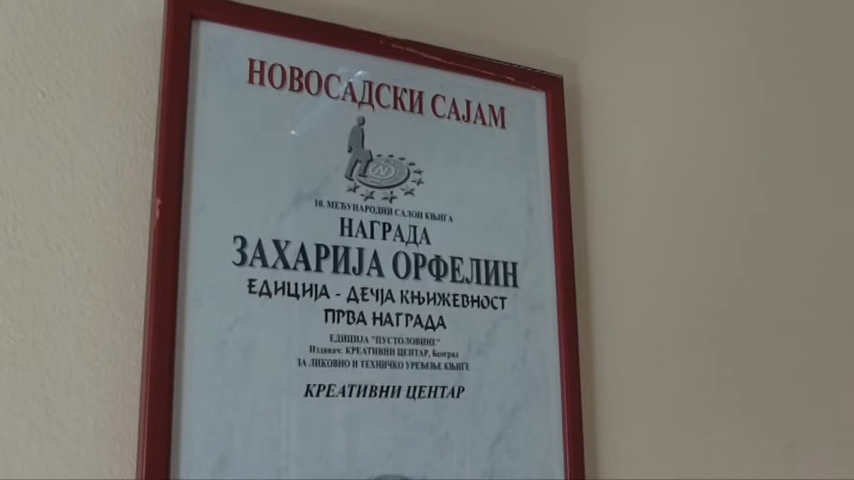 НОВОСАДСКИ САЈАМ
10. МЕЂУНАРОДНИ САЛОН КЊИГА
НАГРАДА
ЗАХАРИЈА ОРФЕЛИН
ЕДИЦИЈА - ДЕЧЈА КЊИЖЕВНОСТ
ПРВА НАГРАДА
ЕДИЦИЈА "ПУСТОЛОВИНЕ"
Издавач: КРЕАТИВНИ ЦЕНТАР, Београд
ЗА ЛИКОВНО И ТЕХНИЧКО УРЕЂЕЊЕ КЊИГЕ
КРЕАТИВНИ ЦЕНТАР